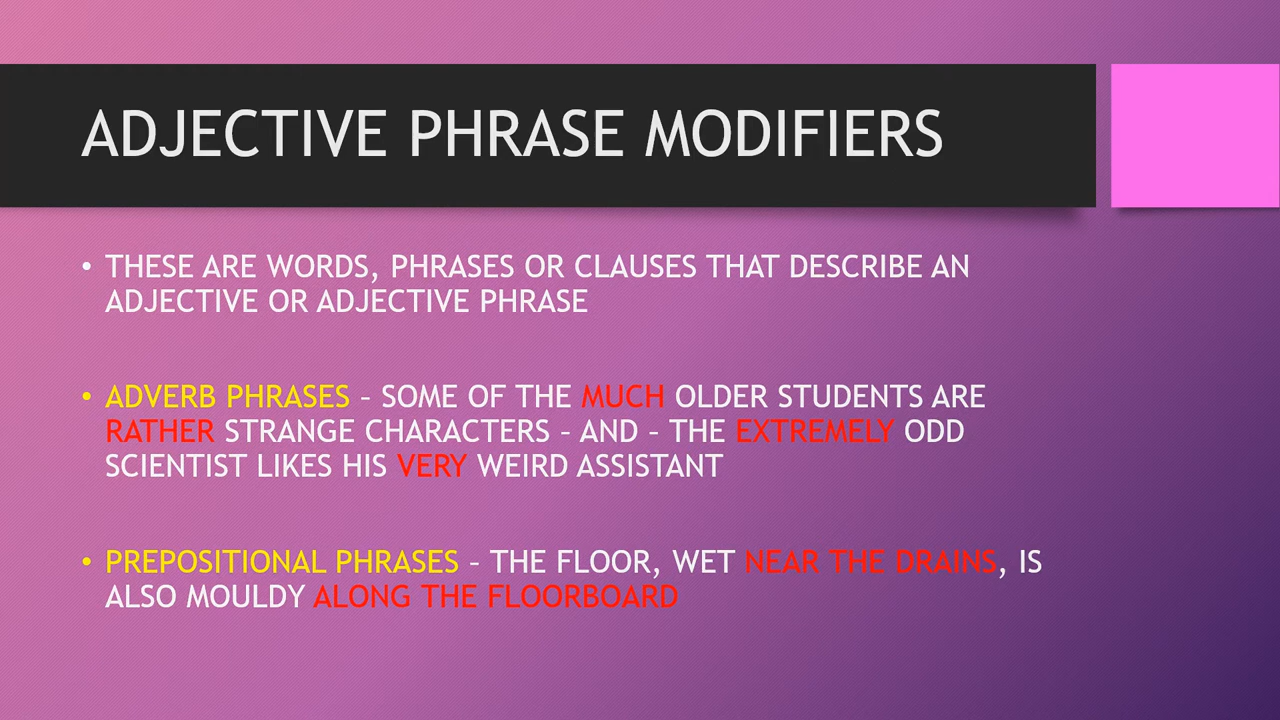 ADJECTIVE PHRASE MODIFIERS
• THESE ARE WORDS, PHRASES OR CLAUSES THAT DESCRIBE AN
ADJECTIVE OR ADJECTIVE PHRASE
• ADVERB PHRASES – SOME OF THE MUCH OLDER STUDENTS ARE
RATHER STRANGE CHARACTERS – AND – THE EXTREMELY ODD
SCIENTIST LIKES HIS VERY WEIRD ASSISTANT
• PREPOSITIONAL PHRASES – THE FLOOR, WET NEAR THE DRAINS, IS
ALSO MOULDY ALONG THE FLOORBOARD